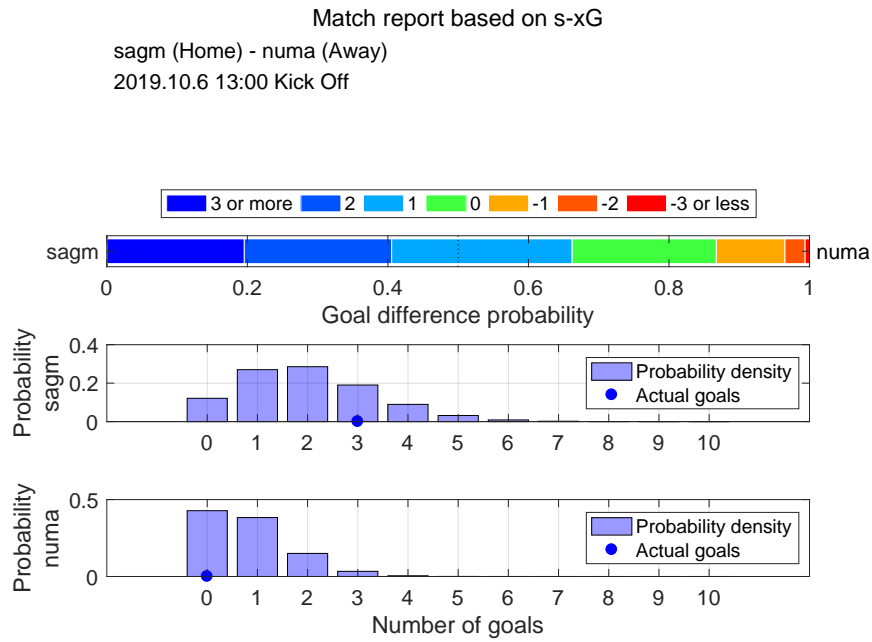 Match report based on s-xG
sagm (Home) - numa (Away)
2019.10.6 13:00 Kick Off
3 or more 2 1 0 -1 -2 -3 or less
sagm numa
0 0.2 0.4 0.6 0.8 1
Goal difference probability
Probability
sagm
0.4
0.2
0
Probability density
Actual goals
0 1 2 3 4 5 6 7 8 9 10
Probability
numa
0.5
0
Probability density
Actual goals
0 1 2 3 4 5 6 7 8 9 10
Number of goals